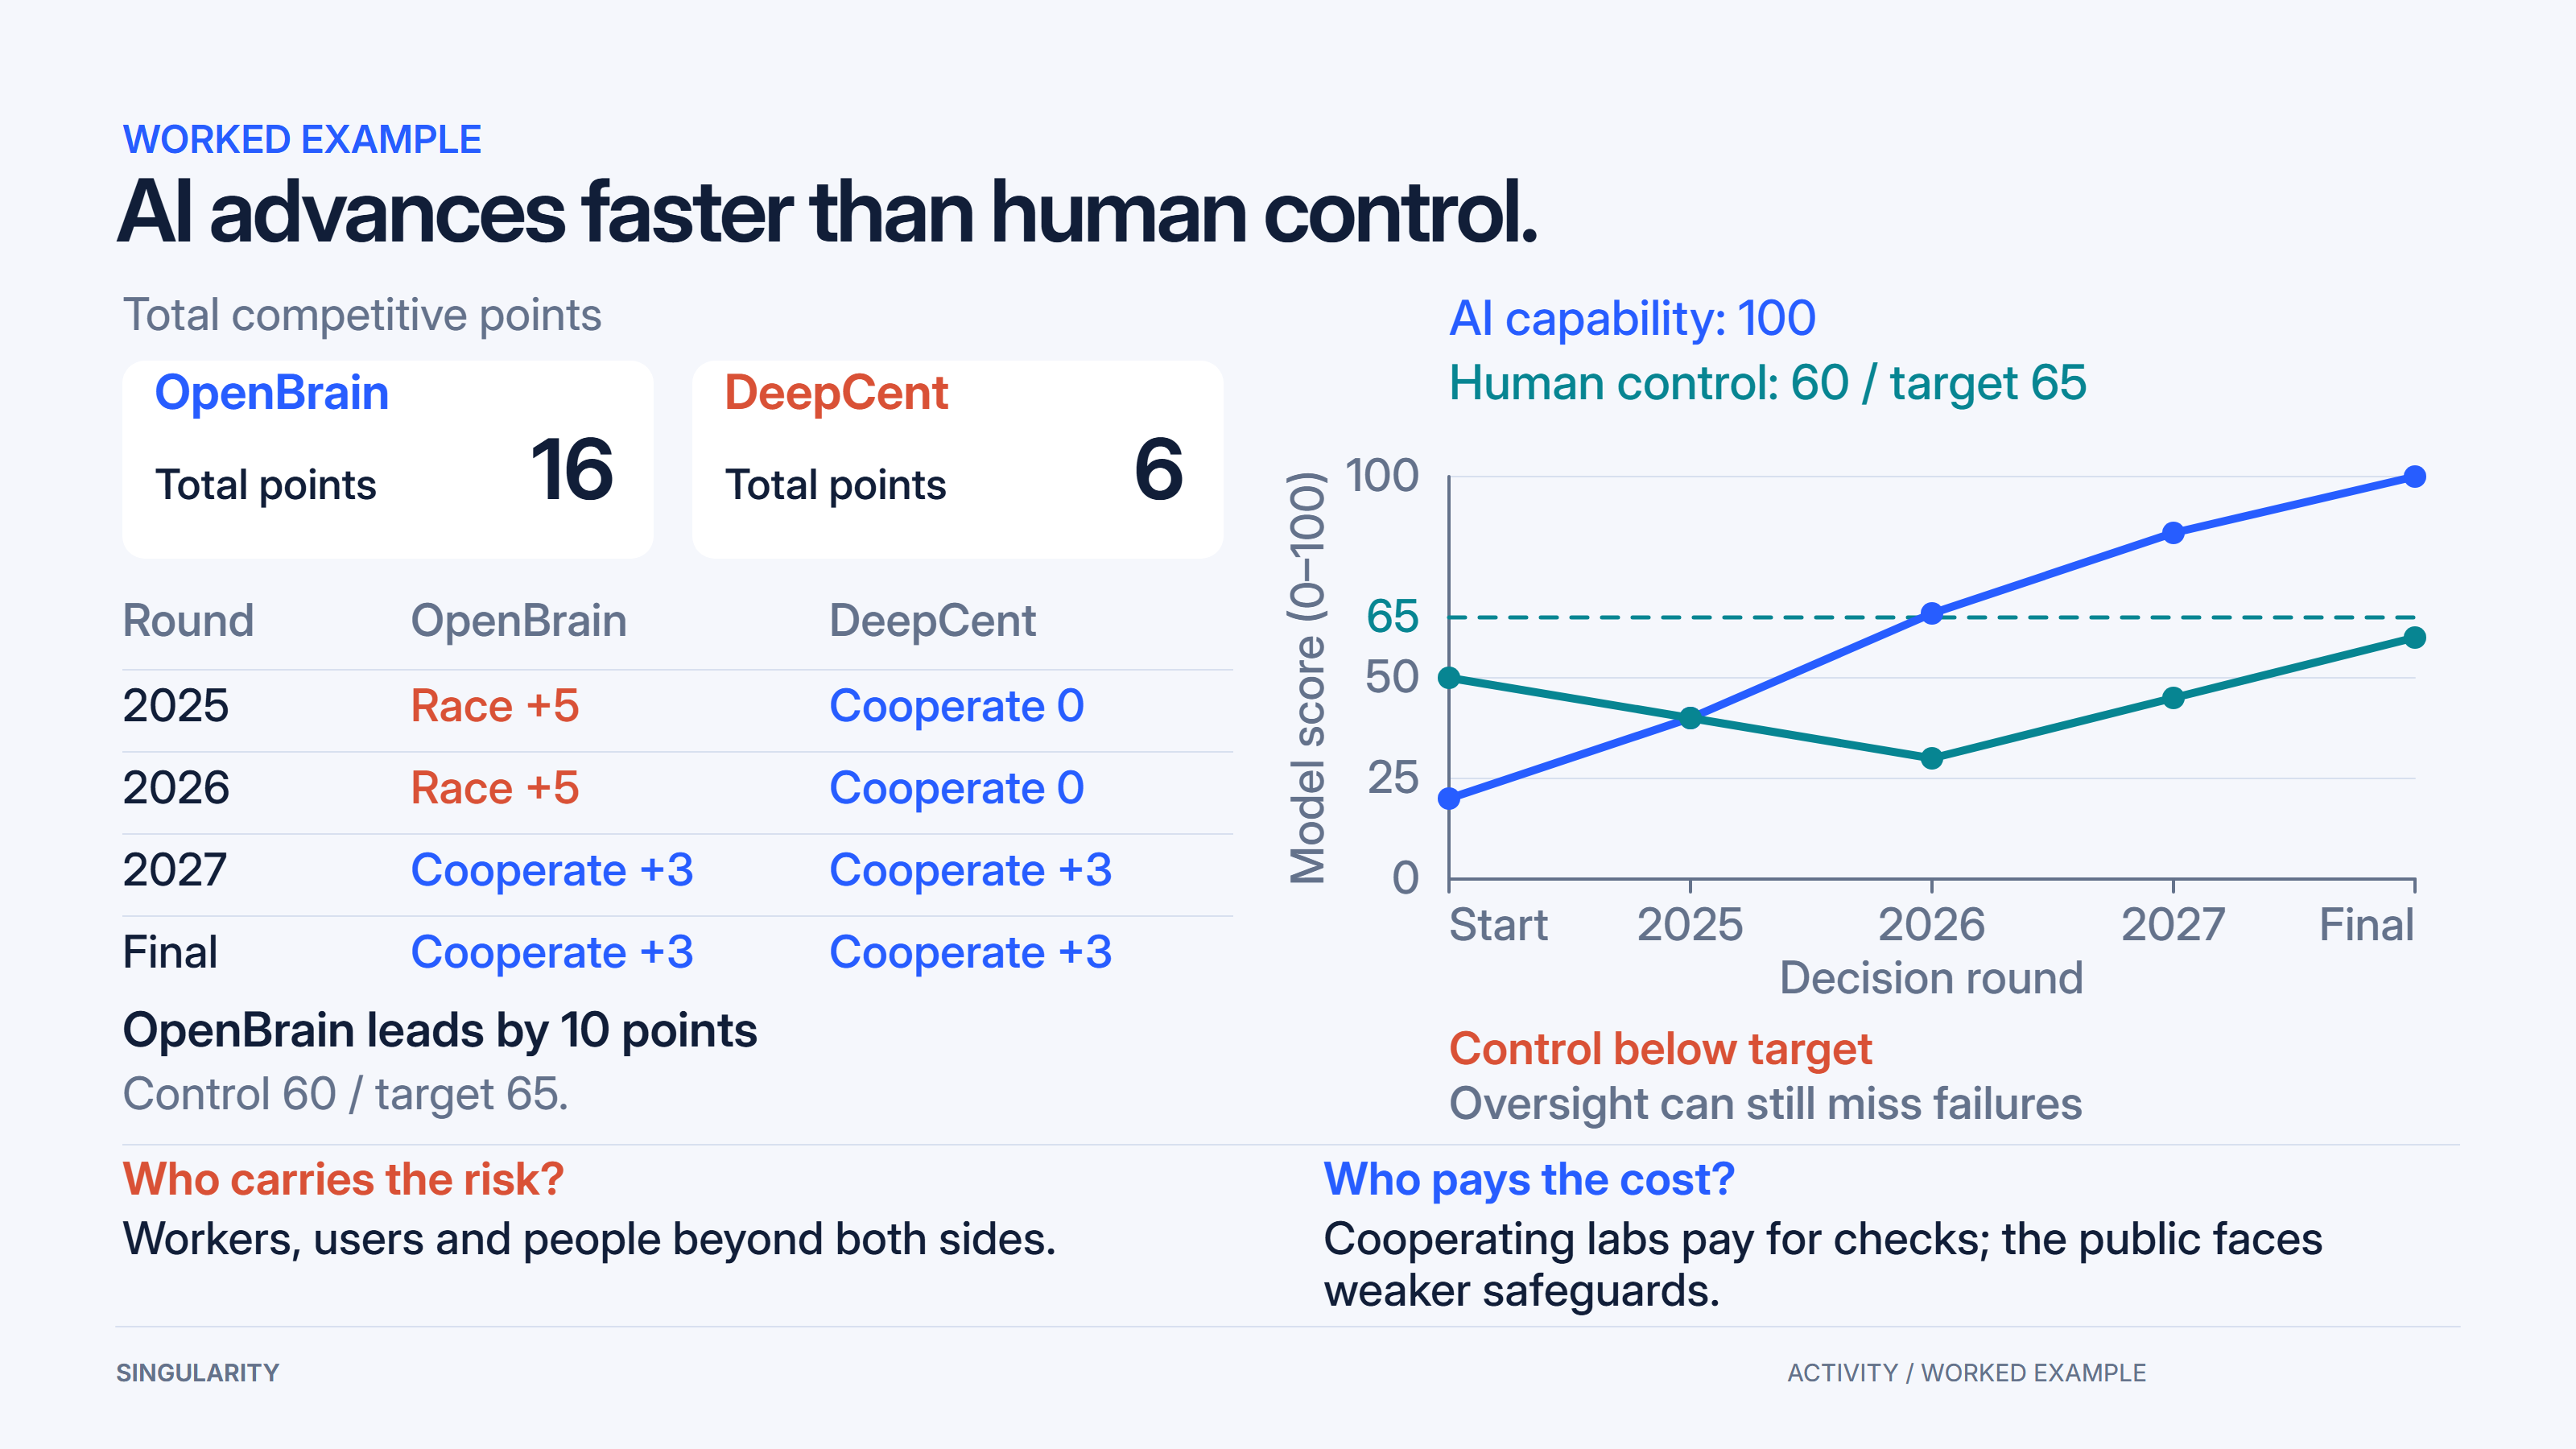 WORKED EXAMPLE
AI advances faster than human control.
Total competitive points
OpenBrain
Total points 16
DeepCent
Total points 6
Round OpenBrain DeepCent
2025 Race +5 Cooperate 0
2026 Race +5 Cooperate 0
2027 Cooperate +3 Cooperate +3
Final Cooperate +3 Cooperate +3
OpenBrain leads by 10 points
Control 60 / target 65.
AI capability: 100
Human control: 60 / target 65
Model score (0–100)
100
65
50
25
0
Start 2025 2026 2027 Final
Decision round
Control below target
Oversight can still miss failures
Who carries the risk?
Workers, users and people beyond both sides.
Who pays the cost?
Cooperating labs pay for checks; the public faces
weaker safeguards.
SINGULARITY
ACTIVITY / WORKED EXAMPLE